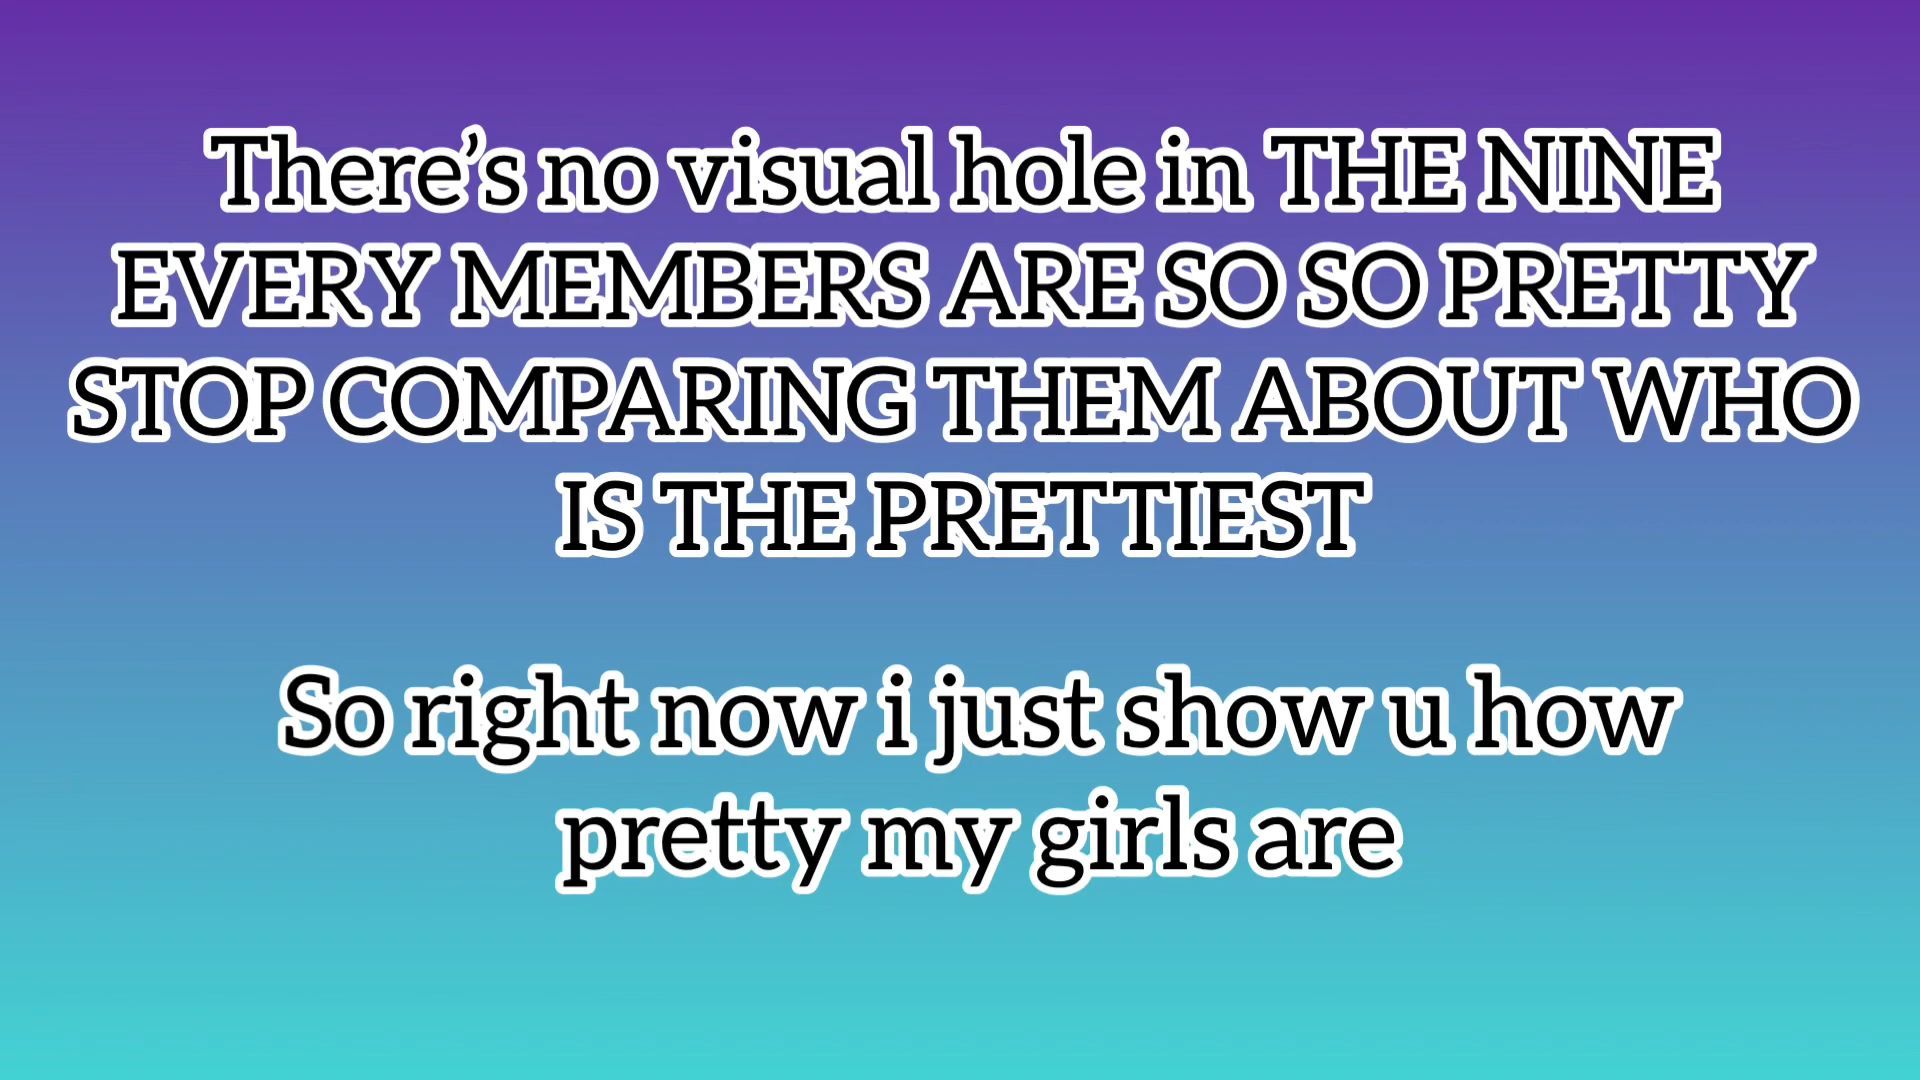 There’s no visual hole in THE NINE
EVERY MEMBERS ARE SO SO PRETTY
STOP COMPARING THEM ABOUT WHO
IS THE PRETTIEST
So right now i just show u how
pretty my girls are